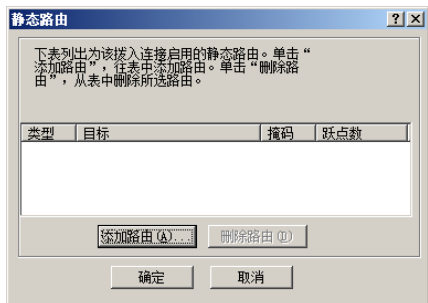 静态路由
下表列出为该拨入连接启用的静态路由。单击“
添加路由”，往表中添加路由。单击“删除路
由”，从表中删除所选路由。
类型 目标 掩码 跃点数
添加路由(A)... 删除路由(D)
确定 取消